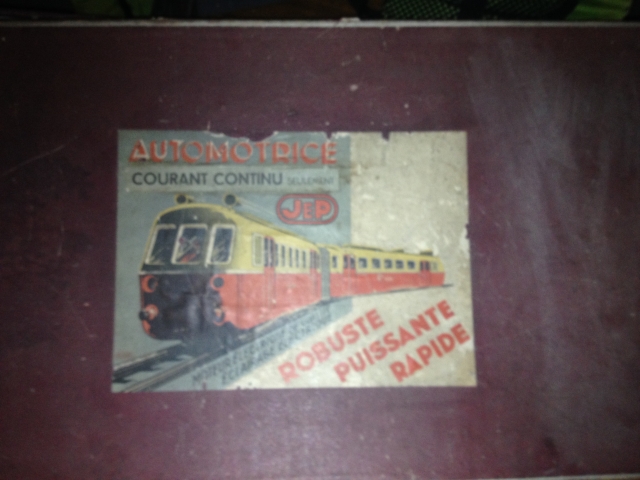 AUTOMOTRICE
COURANT CONTINU SEULEMENT
JEP
ROBUSTE
PUISSANTE
RAPIDE